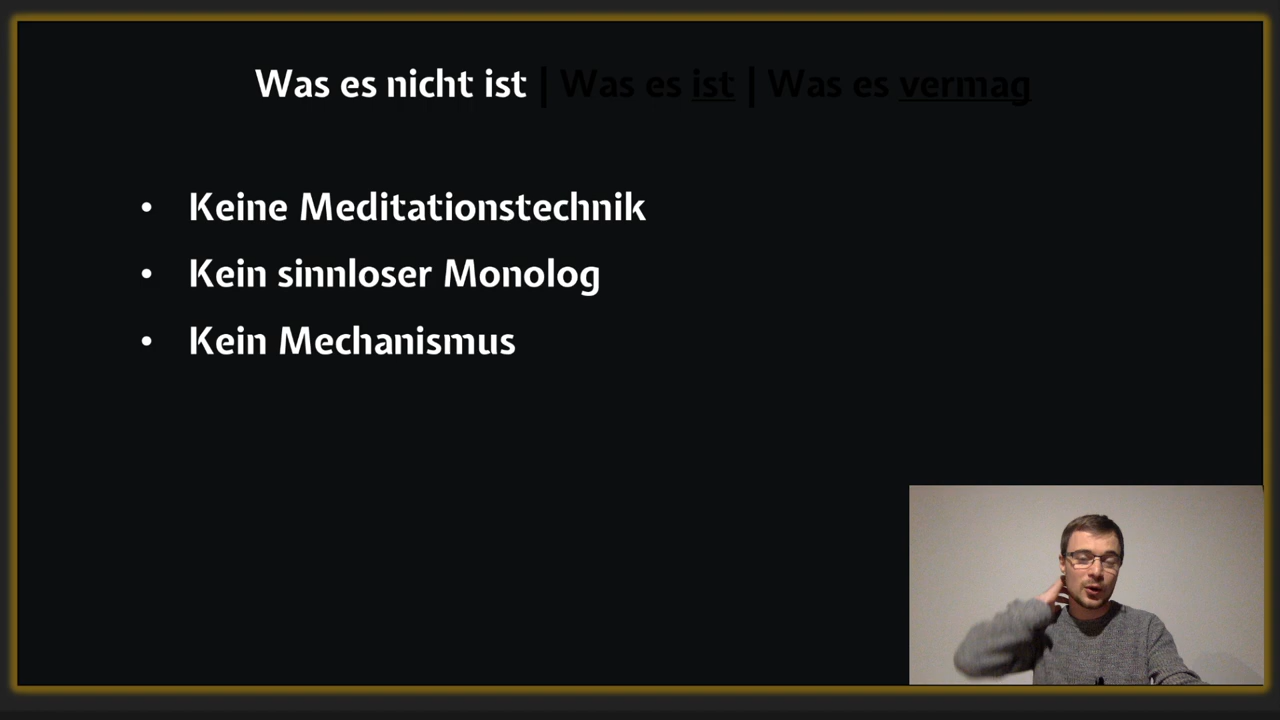 Was es nicht ist | Was es ist | Was es vermag
• Keine Meditationstechnik
• Kein sinnloser Monolog
• Kein Mechanismus